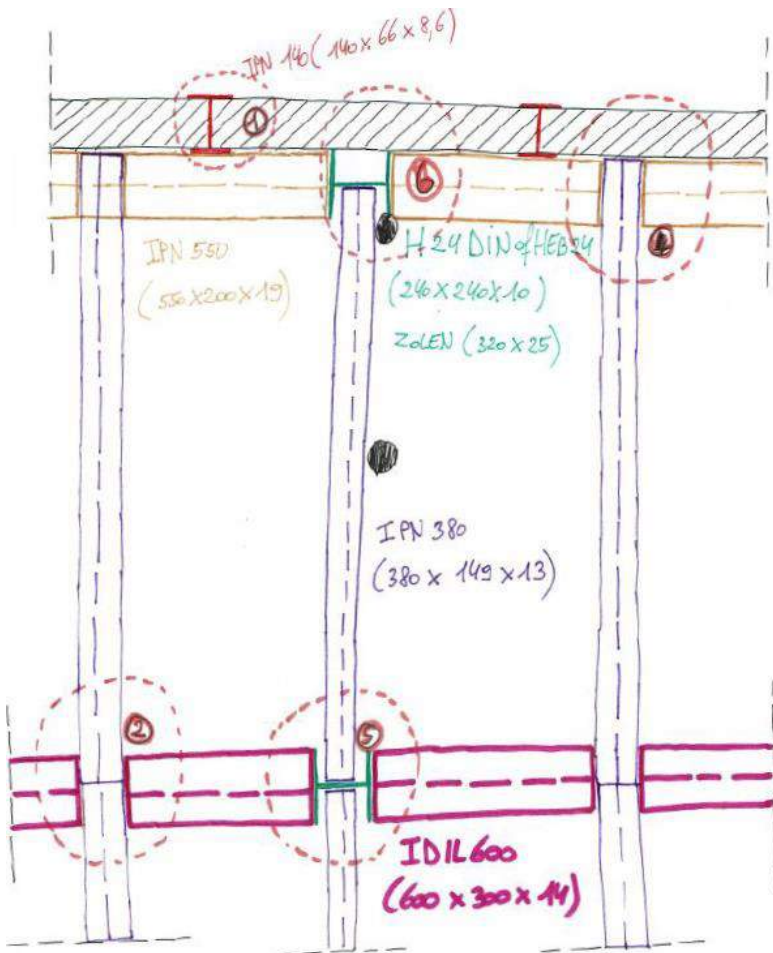 IPN 140 (140 x 66 x 8,6)
1
6
IPN 550
(550 x 200 x 19)
H 24 DIN of HEB 24
(240 x 240 x 10)
ZOLEN (320 x 25)
IPN 380
(380 x 149 x 13)
2
5
IDIL 600
(600 x 300 x 14)